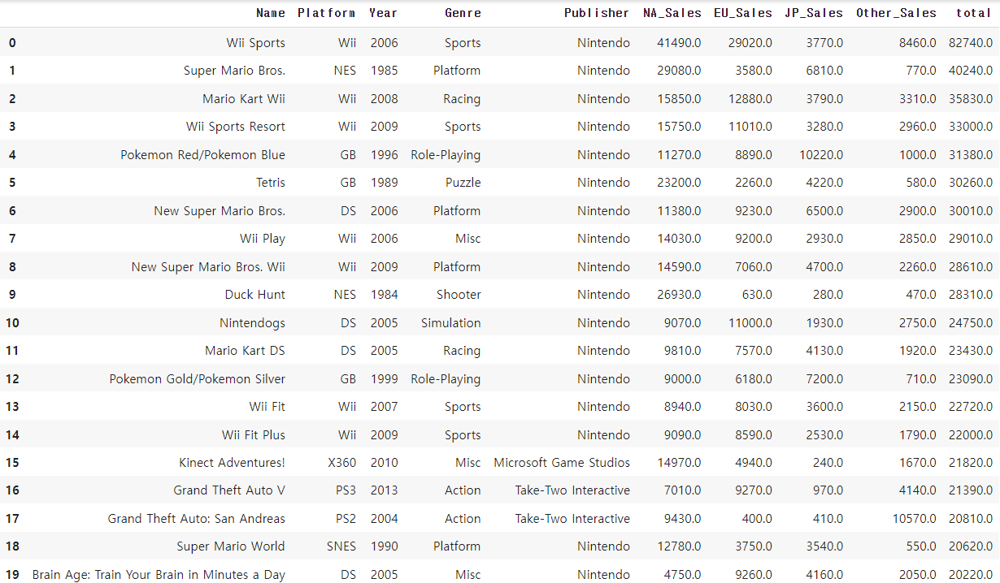 Name Platform Year Genre Publisher NA_Sales EU_Sales JP_Sales Other_Sales total
0 Wii Sports Wii 2006 Sports Nintendo 41490.0 29020.0 3770.0 8460.0 82740.0
1 Super Mario Bros. NES 1985 Platform Nintendo 29080.0 3580.0 6810.0 770.0 40240.0
2 Mario Kart Wii Wii 2008 Racing Nintendo 15850.0 12880.0 3790.0 3310.0 35830.0
3 Wii Sports Resort Wii 2009 Sports Nintendo 15750.0 11010.0 3280.0 2960.0 33000.0
4 Pokemon Red/Pokemon Blue GB 1996 Role-Playing Nintendo 11270.0 8890.0 10220.0 1000.0 31380.0
5 Tetris GB 1989 Puzzle Nintendo 23200.0 2260.0 4220.0 580.0 30260.0
6 New Super Mario Bros. DS 2006 Platform Nintendo 11380.0 9230.0 6500.0 2900.0 30010.0
7 Wii Play Wii 2006 Misc Nintendo 14030.0 9200.0 2930.0 2850.0 29010.0
8 New Super Mario Bros. Wii Wii 2009 Platform Nintendo 14590.0 7060.0 4700.0 2260.0 28610.0
9 Duck Hunt NES 1984 Shooter Nintendo 26930.0 630.0 280.0 470.0 28310.0
10 Nintendogs DS 2005 Simulation Nintendo 9070.0 11000.0 1930.0 2750.0 24750.0
11 Mario Kart DS DS 2005 Racing Nintendo 9810.0 7570.0 4130.0 1920.0 23430.0
12 Pokemon Gold/Pokemon Silver GB 1999 Role-Playing Nintendo 9000.0 6180.0 7200.0 710.0 23090.0
13 Wii Fit Wii 2007 Sports Nintendo 8940.0 8030.0 3600.0 2150.0 22720.0
14 Wii Fit Plus Wii 2009 Sports Nintendo 9090.0 8590.0 2530.0 1790.0 22000.0
15 Kinect Adventures! X360 2010 Misc Microsoft Game Studios 14970.0 4940.0 240.0 1670.0 21820.0
16 Grand Theft Auto V PS3 2013 Action Take-Two Interactive 7010.0 9270.0 970.0 4140.0 21390.0
17 Grand Theft Auto: San Andreas PS2 2004 Action Take-Two Interactive 9430.0 400.0 410.0 10570.0 20810.0
18 Super Mario World SNES 1990 Platform Nintendo 12780.0 3750.0 3540.0 550.0 20620.0
19 Brain Age: Train Your Brain in Minutes a Day DS 2005 Misc Nintendo 4750.0 9260.0 4160.0 2050.0 20220.0